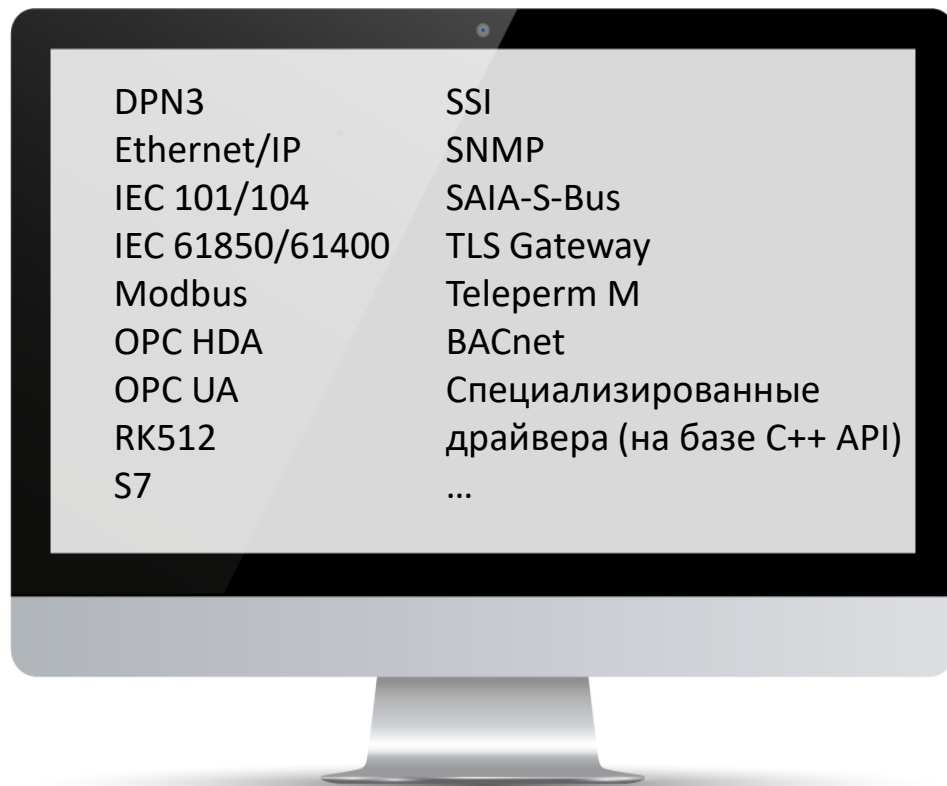 DPN3
Ethernet/IP
IEC 101/104
IEC 61850/61400
Modbus
OPC HDA
OPC UA
RK512
S7
SSI
SNMP
SAIA-S-Bus
TLS Gateway
Teleperm M
BACnet
Специализированные
драйвера (на базе C++ API)
...